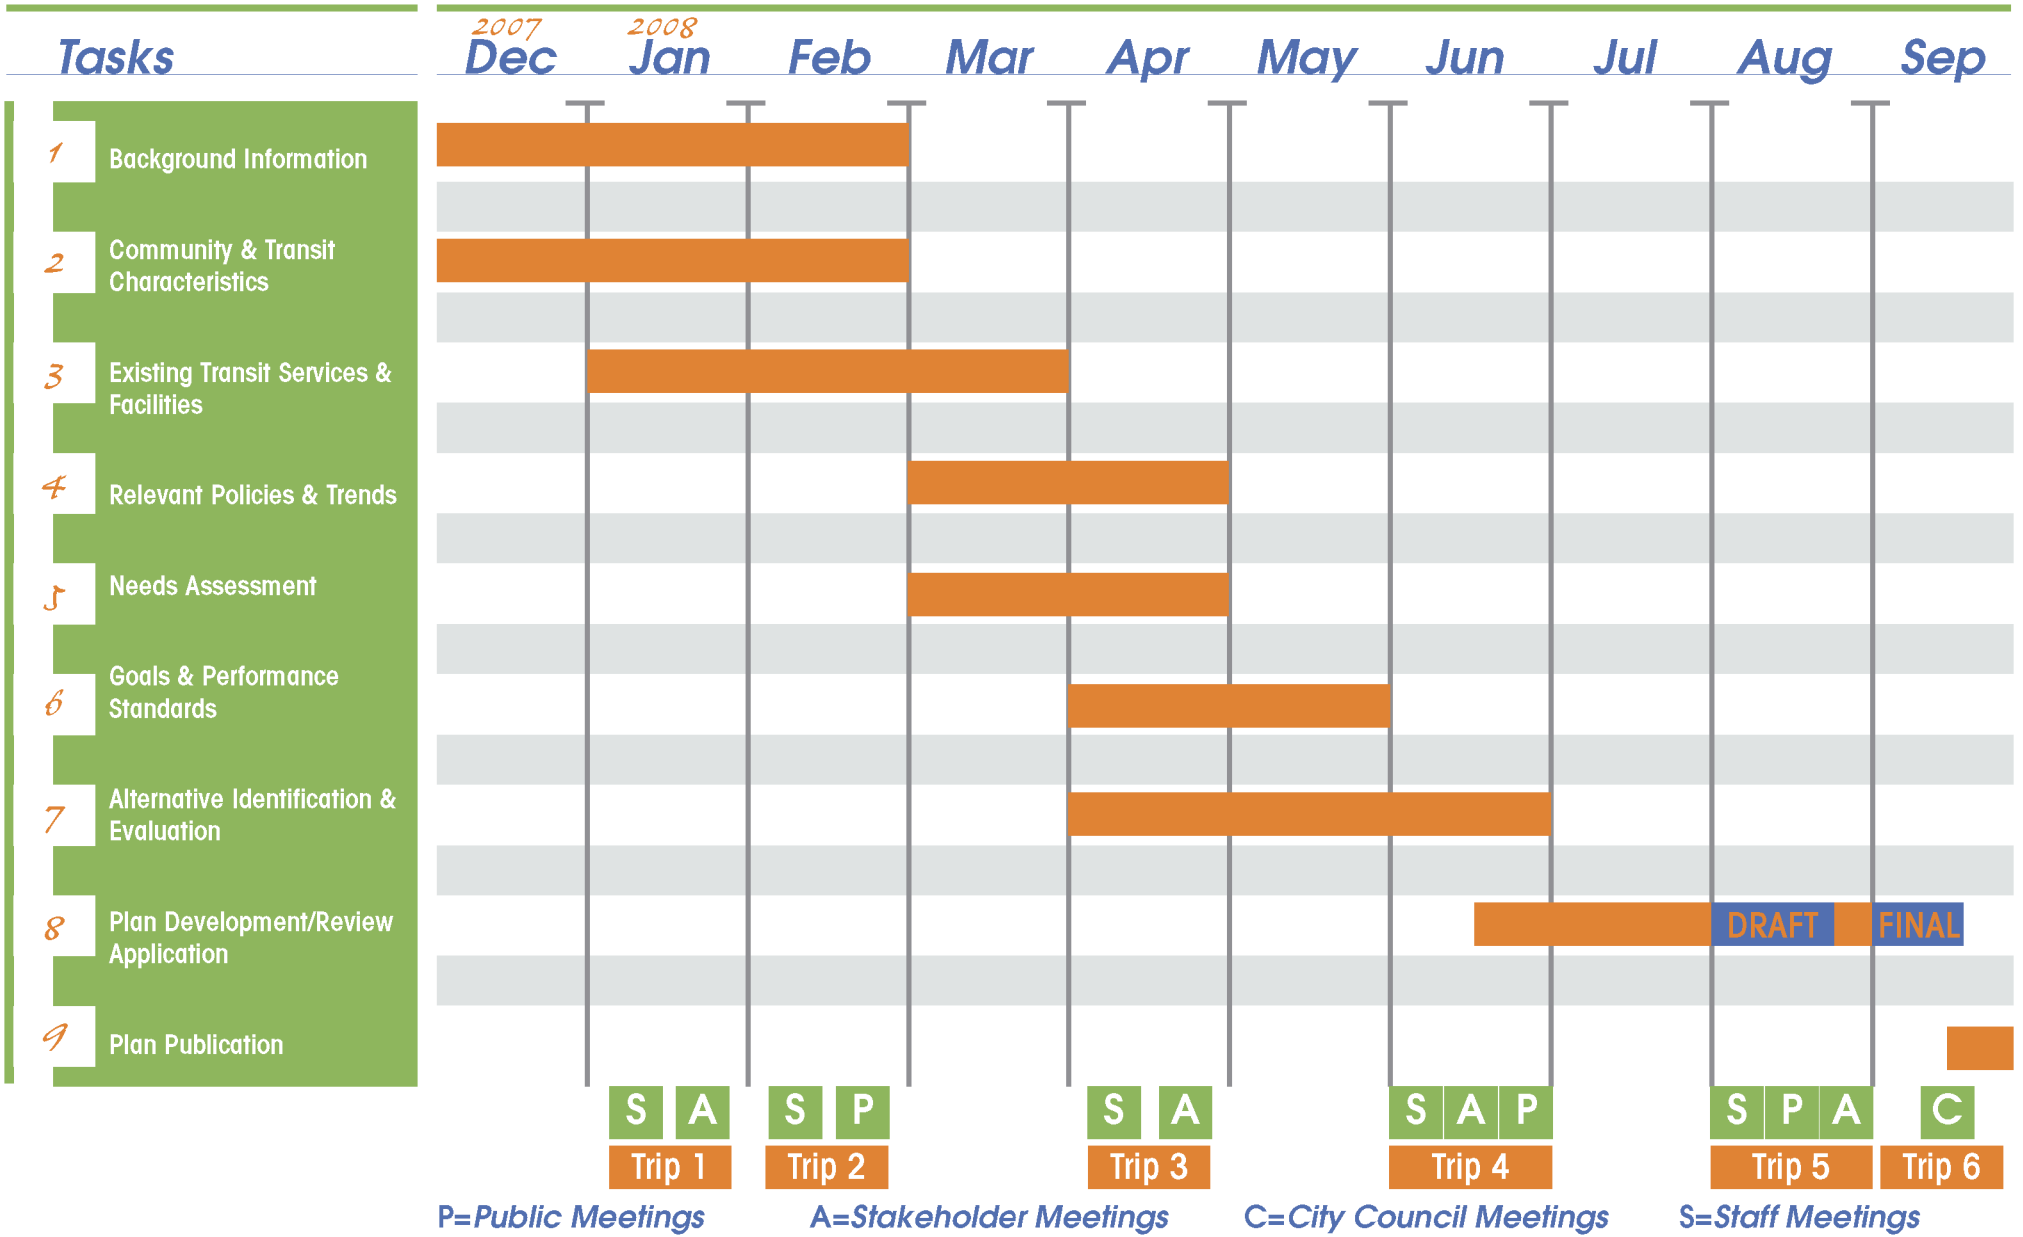 2007 2008
Tasks Dec Jan Feb Mar Apr May Jun Jul Aug Sep
1 Background Information
2 Community & Transit
Characteristics
3 Existing Transit Services &
Facilities
4 Relevant Policies & Trends
5 Needs Assessment
6 Goals & Performance
Standards
7 Alternative Identification &
Evaluation
8 Plan Development/Review
Application
DRAFT FINAL
9 Plan Publication
S A S P S A S A P S P A C
Trip 1 Trip 2 Trip 3 Trip 4 Trip 5 Trip 6
P=Public Meetings A=Stakeholder Meetings C=City Council Meetings S=Staff Meetings